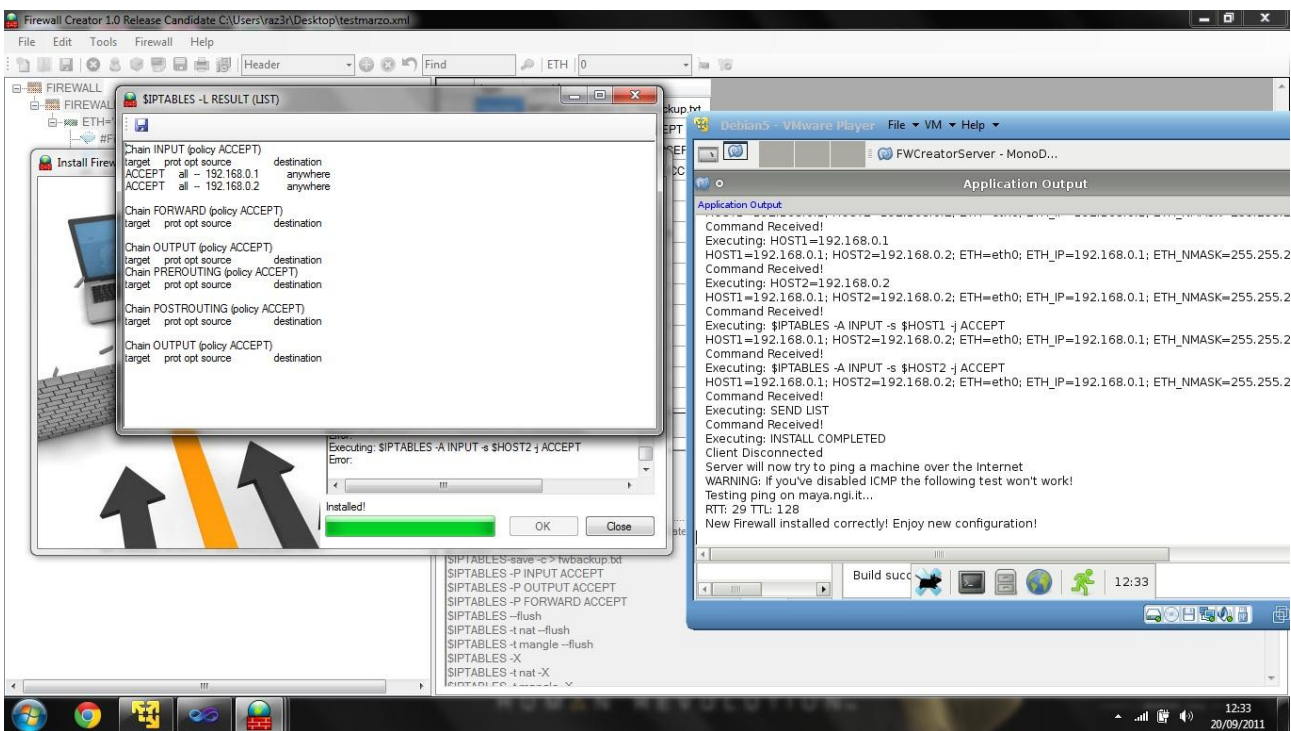 Firewall Creator 1.0 Release Candidate C:\Users\raz3r\Desktop\testmarzo.xml
File Edit Tools Firewall Help
Header
Find
ETH
0
FIREWALL
FIREWAL
ETH=
#Fi
Install Firew
$IPTABLES -L RESULT (LIST)
Chain INPUT (policy ACCEPT)
target prot opt source destination
ACCEPT all -- 192.168.0.1 anywhere
ACCEPT all -- 192.168.0.2 anywhere
Chain FORWARD (policy ACCEPT)
target prot opt source destination
Chain OUTPUT (policy ACCEPT)
target prot opt source destination
Chain PREROUTING (policy ACCEPT)
target prot opt source destination
Chain POSTROUTING (policy ACCEPT)
target prot opt source destination
Chain OUTPUT (policy ACCEPT)
target prot opt source destination
Error:
Executing: $IPTABLES -A INPUT -s $HOST2 -j ACCEPT
Error:
Installed!
OK
Close
ckup.txt
EPT
$IPTABLES-save -c > fwbackup.txt
$IPTABLES -P INPUT ACCEPT
$IPTABLES -P OUTPUT ACCEPT
$IPTABLES -P FORWARD ACCEPT
$IPTABLES --flush
$IPTABLES -t nat --flush
$IPTABLES -t mangle --flush
$IPTABLES -X
$IPTABLES -t nat -X
$IPTABLES -t mangle -X
Debian5 - VMware Player File VM Help
FWCreatorServer - MonoD...
Application Output
Application Output
Command Received!
Executing: HOST1=192.168.0.1
HOST1=192.168.0.1; HOST2=192.168.0.2; ETH=eth0; ETH_IP=192.168.0.1; ETH_NMASK=255.255.2
Command Received!
Executing: HOST2=192.168.0.2
HOST1=192.168.0.1; HOST2=192.168.0.2; ETH=eth0; ETH_IP=192.168.0.1; ETH_NMASK=255.255.2
Command Received!
Executing: $IPTABLES -A INPUT -s $HOST1 -j ACCEPT
HOST1=192.168.0.1; HOST2=192.168.0.2; ETH=eth0; ETH_IP=192.168.0.1; ETH_NMASK=255.255.2
Command Received!
Executing: $IPTABLES -A INPUT -s $HOST2 -j ACCEPT
HOST1=192.168.0.1; HOST2=192.168.0.2; ETH=eth0; ETH_IP=192.168.0.1; ETH_NMASK=255.255.2
Command Received!
Executing: SEND LIST
Command Received!
Executing: INSTALL COMPLETED
Client Disconnected
Server will now try to ping a machine over the Internet
WARNING: If you've disabled ICMP the following test won't work!
Testing ping on maya.ngi.it...
RTT: 29 TTL: 128
New Firewall installed correctly! Enjoy new configuration!
Build succ
12:33
HUMAN REVOLUTION
12:33
20/09/2011